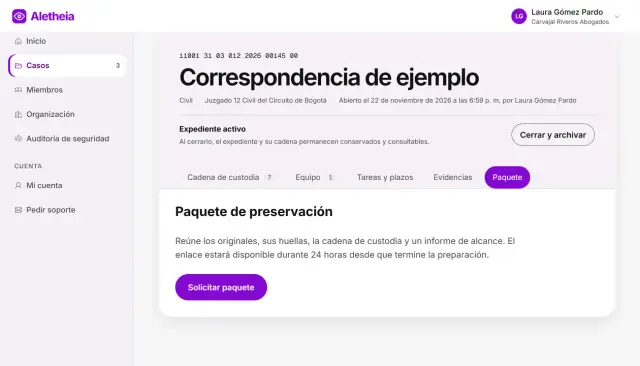 Aletheia
LG
Laura Gómez Pardo
Carvajal Riveros Abogados
Inicio
Casos 3
Miembros
Organización
Auditoría de seguridad
CUENTA
Mi cuenta
Pedir soporte
11001 31 03 012 2026 00145 00
Correspondencia de ejemplo
Civil Juzgado 12 Civil del Circuito de Bogotá Abierto el 22 de noviembre de 2026 a las 6:59 p. m. por Laura Gómez Pardo
Expediente activo
Al cerrarlo, el expediente y su cadena permanecen conservados y consultables.
Cerrar y archivar
Cadena de custodia 7 Equipo 1 Tareas y plazos Evidencias Paquete
Paquete de preservación
Reúne los originales, sus huellas, la cadena de custodia y un informe de alcance. El
enlace estará disponible durante 24 horas desde que termine la preparación.
Solicitar paquete